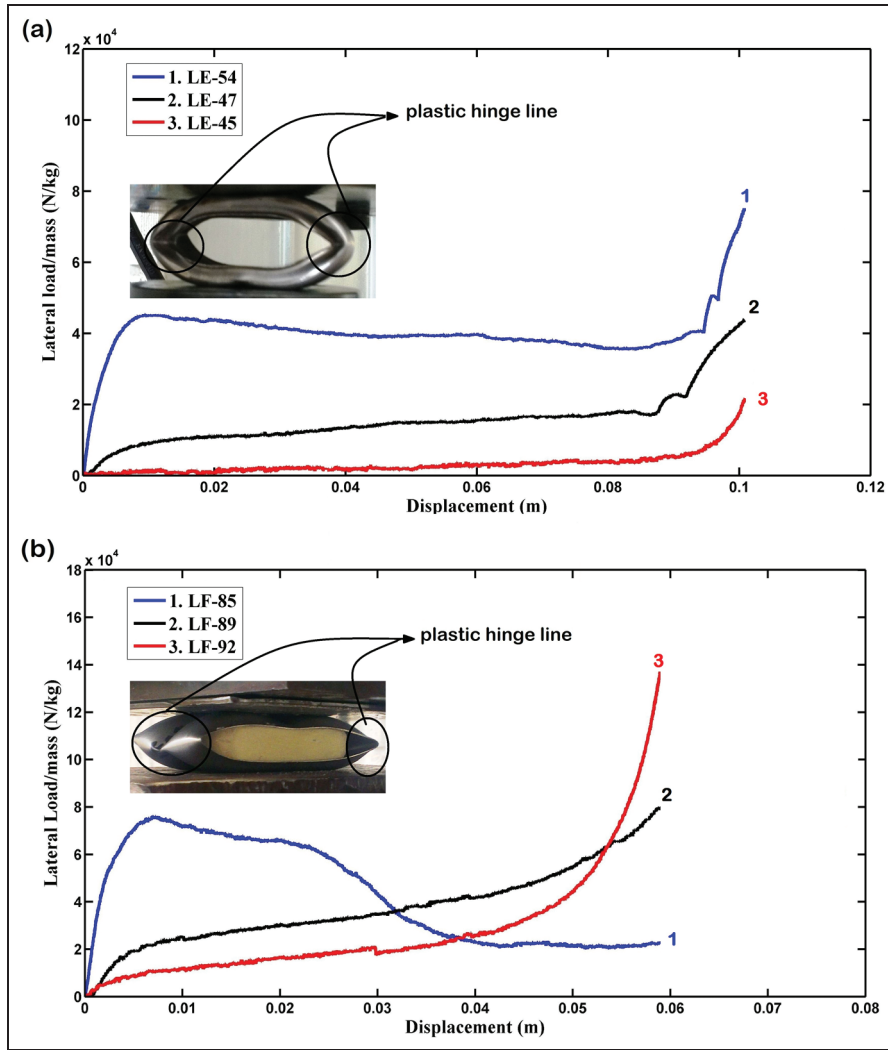 (a)
x 10⁴
12
10
8
6
4
2
0
0
0.02
0.04
0.06
0.08
0.1
0.12
Lateral load/mass (N/kg)
Displacement (m)
1. LE-54
2. LE-47
3. LE-45
plastic hinge line
1
2
3
(b)
x 10⁴
18
16
14
12
10
8
6
4
2
0
0
0.01
0.02
0.03
0.04
0.05
0.06
0.07
0.08
Lateral Load/mass (N/kg)
Displacement (m)
1. LF-85
2. LF-89
3. LF-92
plastic hinge line
3
2
1